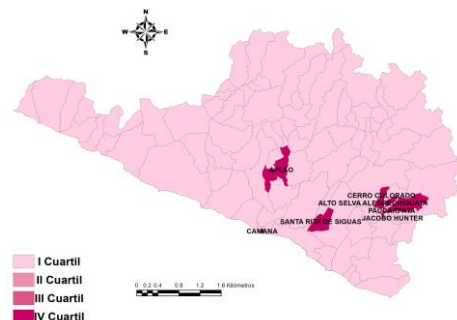 N
W E
S
APLAO
CERRO COLORADO
ALTO SELVA ALEGRE
PAUCARPATA
SANTA RITA DE SIGUAS JACOBO HUNTER
CAMANA
I Cuartil
II Cuartil
III Cuartil
IV Cuartil
0 0.2 0.4 0.8 1.2 1.6 Kilómetros